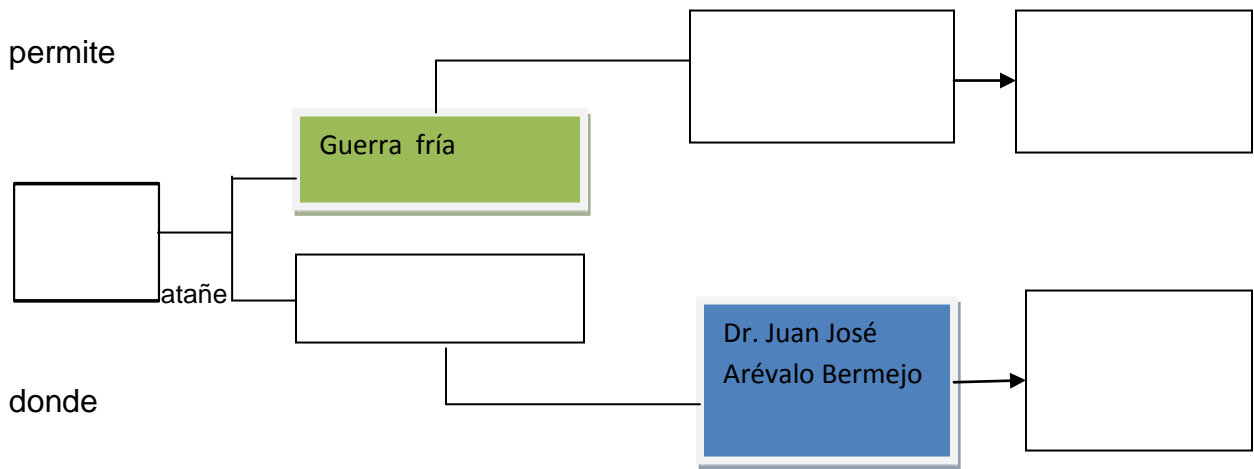 permite
Guerra fría
atañe
Dr. Juan José
Arévalo Bermejo
donde